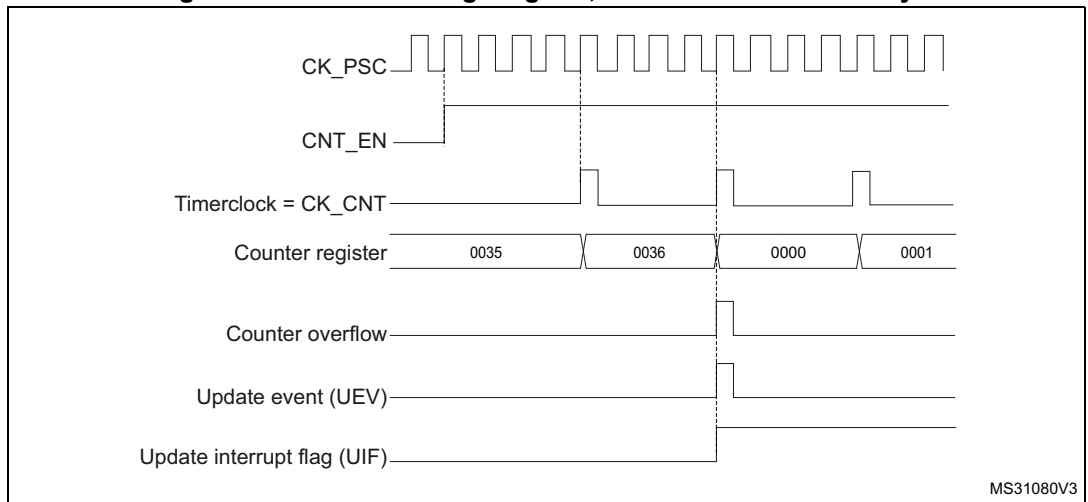 CK_PSC
CNT_EN
Timerclock = CK_CNT
Counter register 0035 0036 0000 0001
Counter overflow
Update event (UEV)
Update interrupt flag (UIF)
MS31080V3